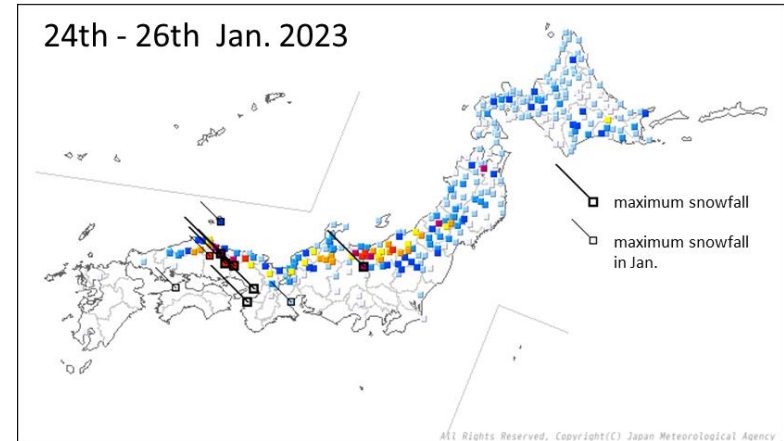 24th - 26th  Jan. 2023
maximum snowfall
maximum snowfall
in Jan.
All Rights Reserved, Copyright(C) Japan Meteorological Agency